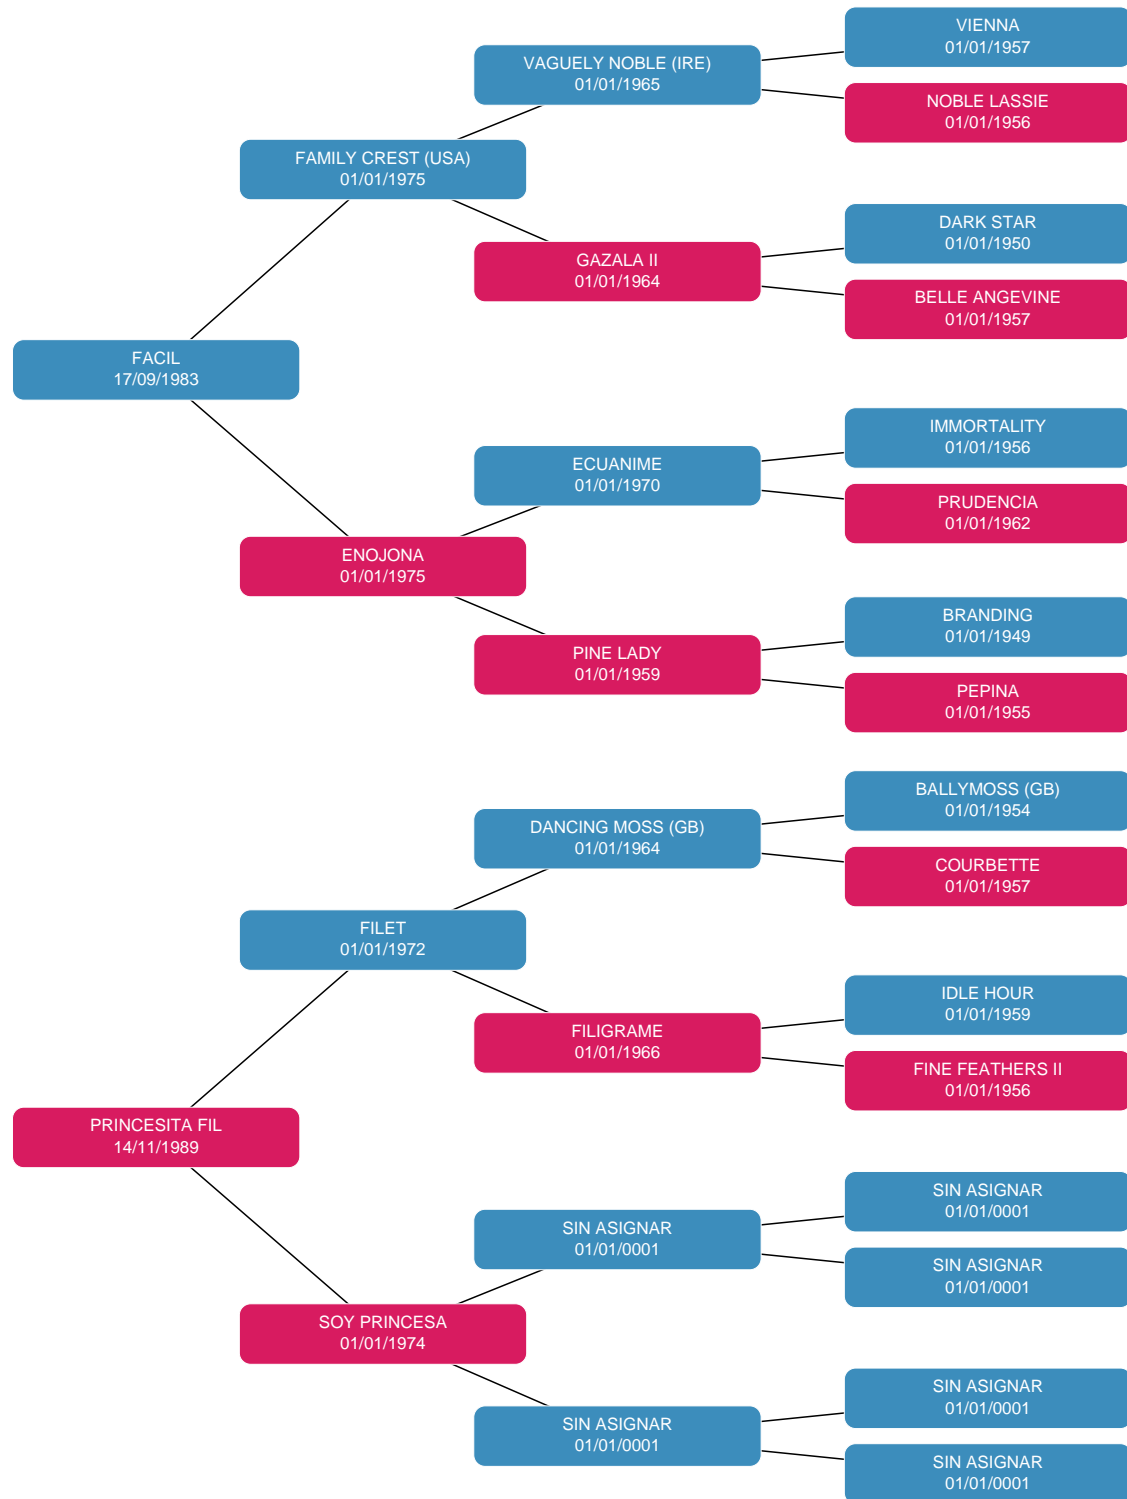 VIENNA
01/01/1957
VAGUELY NOBLE (IRE)
01/01/1965
NOBLE LASSIE
01/01/1956
FAMILY CREST (USA)
01/01/1975
DARK STAR
01/01/1950
GAZALA II
01/01/1964
BELLE ANGEVINE
01/01/1957
FACIL
17/09/1983
IMMORTALITY
01/01/1956
ECUANIME
01/01/1970
PRUDENCIA
01/01/1962
ENOJONA
01/01/1975
BRANDING
01/01/1949
PINE LADY
01/01/1959
PEPINA
01/01/1955
BALLYMOSS (GB)
01/01/1954
DANCING MOSS (GB)
01/01/1964
COURBETTE
01/01/1957
FILET
01/01/1972
IDLE HOUR
01/01/1959
FILIGRAME
01/01/1966
FINE FEATHERS II
01/01/1956
PRINCESITA FIL
14/11/1989
SIN ASIGNAR
01/01/0001
SIN ASIGNAR
01/01/0001
SIN ASIGNAR
01/01/0001
SOY PRINCESA
01/01/1974
SIN ASIGNAR
01/01/0001
SIN ASIGNAR
01/01/0001
SIN ASIGNAR
01/01/0001